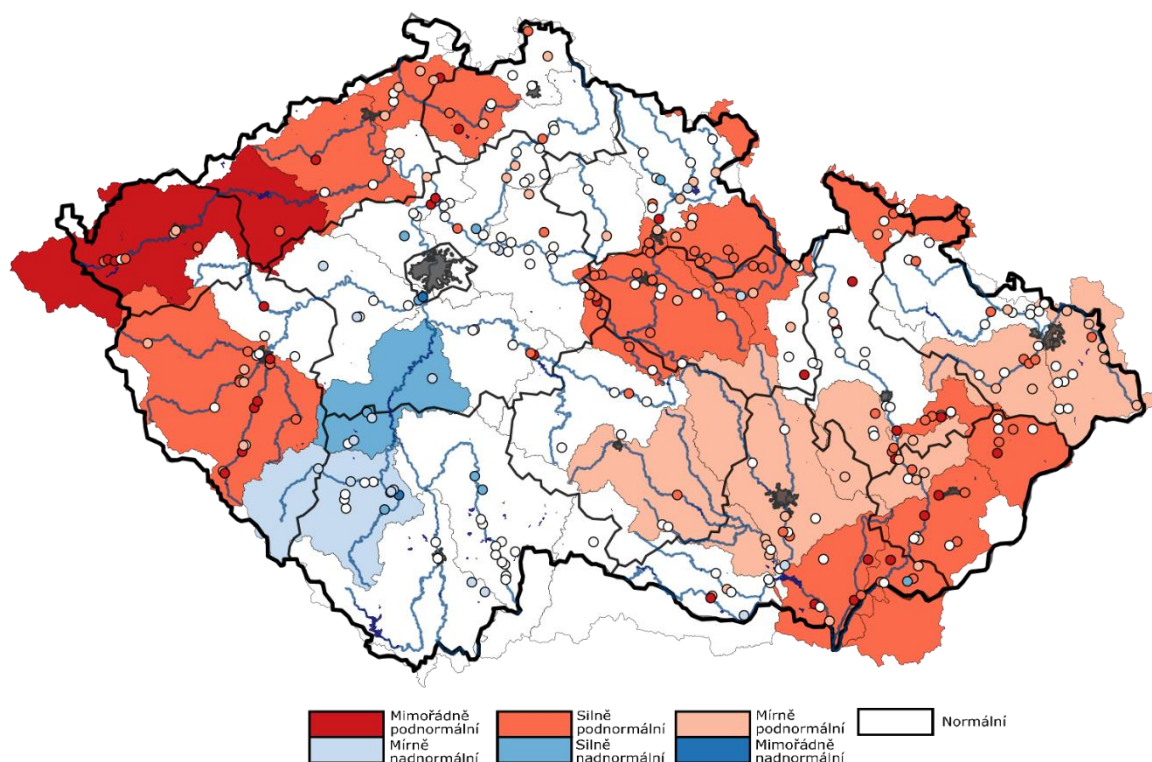 Mimořádně
podnormální
Silně
podnormální
Mírně
podnormální
Normální
Mírně
nadnormální
Silně
nadnormální
Mimořádně
nadnormální